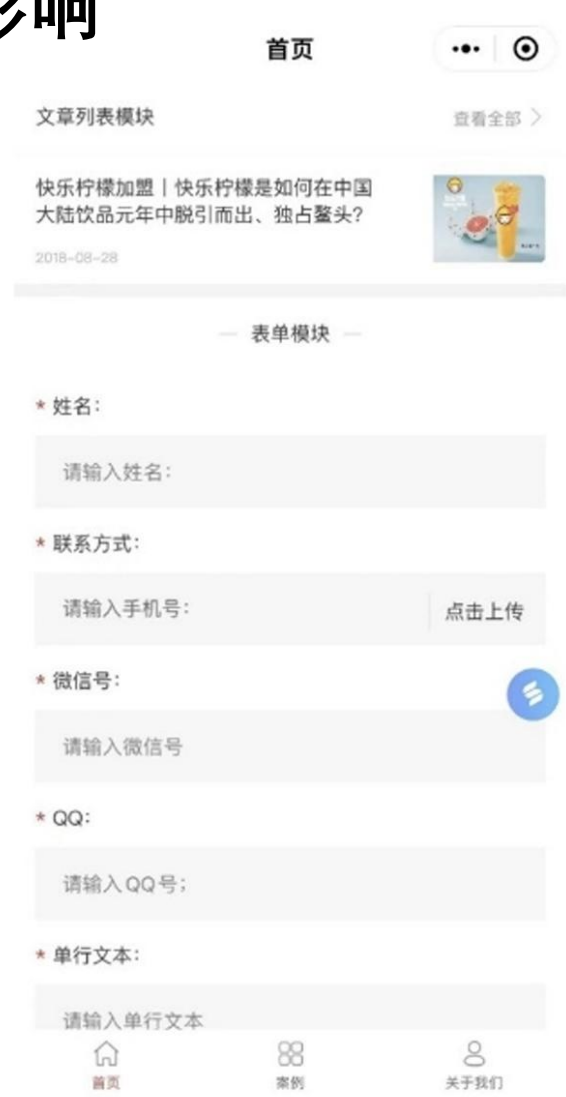 影响
首页
文章列表模块
查看全部
快乐柠檬加盟丨快乐柠檬是如何在中国
大陆饮品元年中脱引而出、独占鳌头？
2018-08-28
表单模块
* 姓名：
请输入姓名：
* 联系方式：
请输入手机号：
点击上传
* 微信号：
请输入微信号
* QQ：
请输入QQ号；
* 单行文本：
请输入单行文本
首页
案例
关于我们